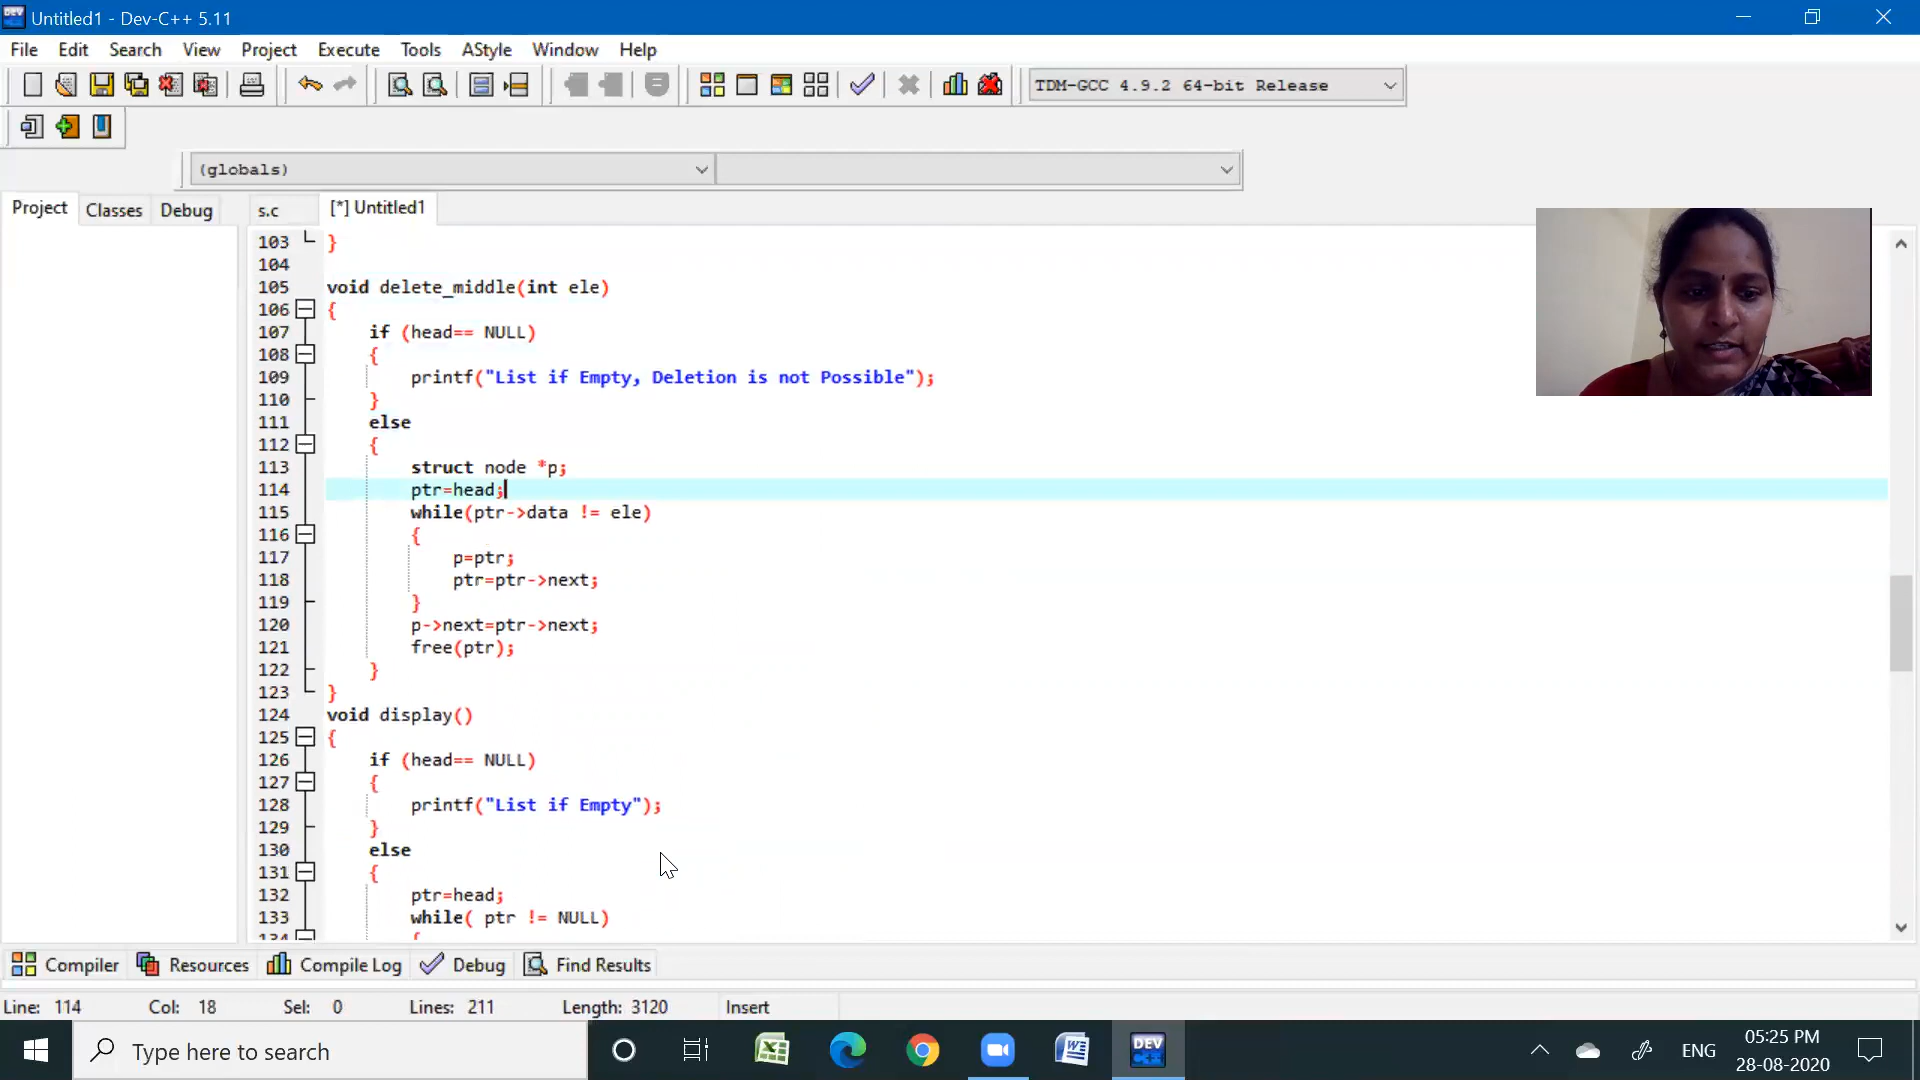 Untitled1 - Dev-C++ 5.11
File Edit Search View Project Execute Tools AStyle Window Help
TDM-GCC 4.9.2 64-bit Release
(globals)
Project Classes Debug s.c [*] Untitled1
103 }
104
105 void delete_middle(int ele)
106 {
107 if (head== NULL)
108 {
109 printf("List if Empty, Deletion is not Possible");
110 }
111 else
112 {
113 struct node *p;
114 ptr=head;
115 while(ptr->data != ele)
116 {
117 p=ptr;
118 ptr=ptr->next;
119 }
120 p->next=ptr->next;
121 free(ptr);
122 }
123 }
124 void display()
125 {
126 if (head== NULL)
127 {
128 printf("List if Empty");
129 }
130 else
131 {
132 ptr=head;
133 while( ptr != NULL)
134 {
Compiler Resources Compile Log Debug Find Results
Line: 114 Col: 18 Sel: 0 Lines: 211 Length: 3120 Insert
Type here to search
DEV C++
ENG
05:25 PM
28-08-2020